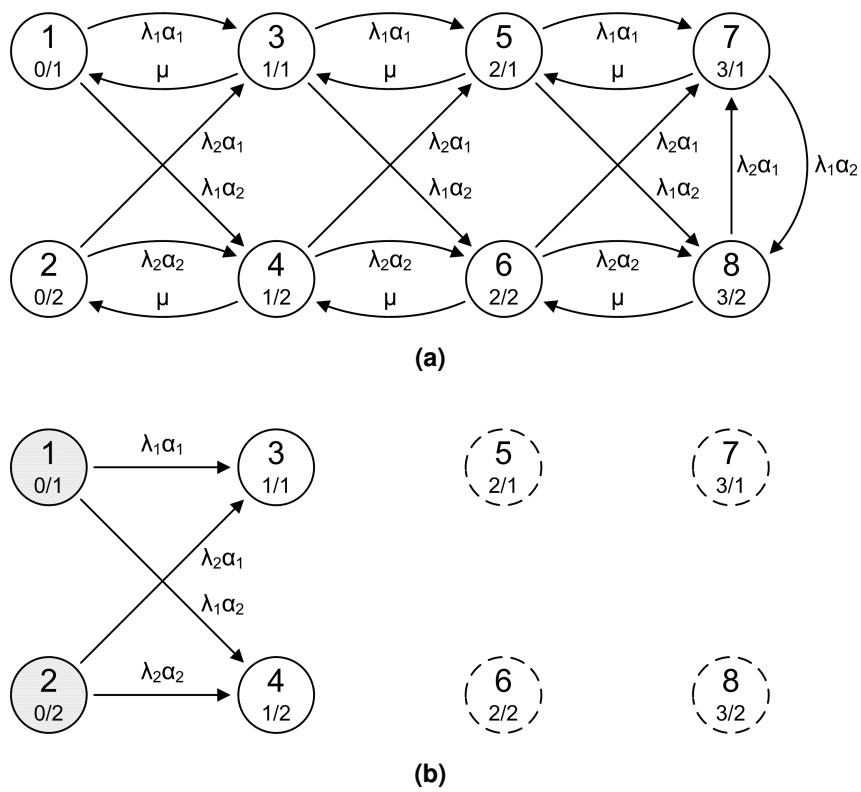 1 λ₁α₁ 3 λ₁α₁ 5 λ₁α₁ 7
0/1 μ 1/1 μ 2/1 μ 3/1
λ₂α₁ λ₂α₁ λ₂α₁ λ₂α₁ λ₁α₂
λ₁α₂ λ₁α₂ λ₁α₂
2 λ₂α₂ 4 λ₂α₂ 6 λ₂α₂ 8
0/2 μ 1/2 μ 2/2 μ 3/2
(a)
1 λ₁α₁ 3 5 7
0/1 1/1 2/1 3/1
λ₂α₁
λ₁α₂
2 λ₂α₂ 4 6 8
0/2 1/2 2/2 3/2
(b)